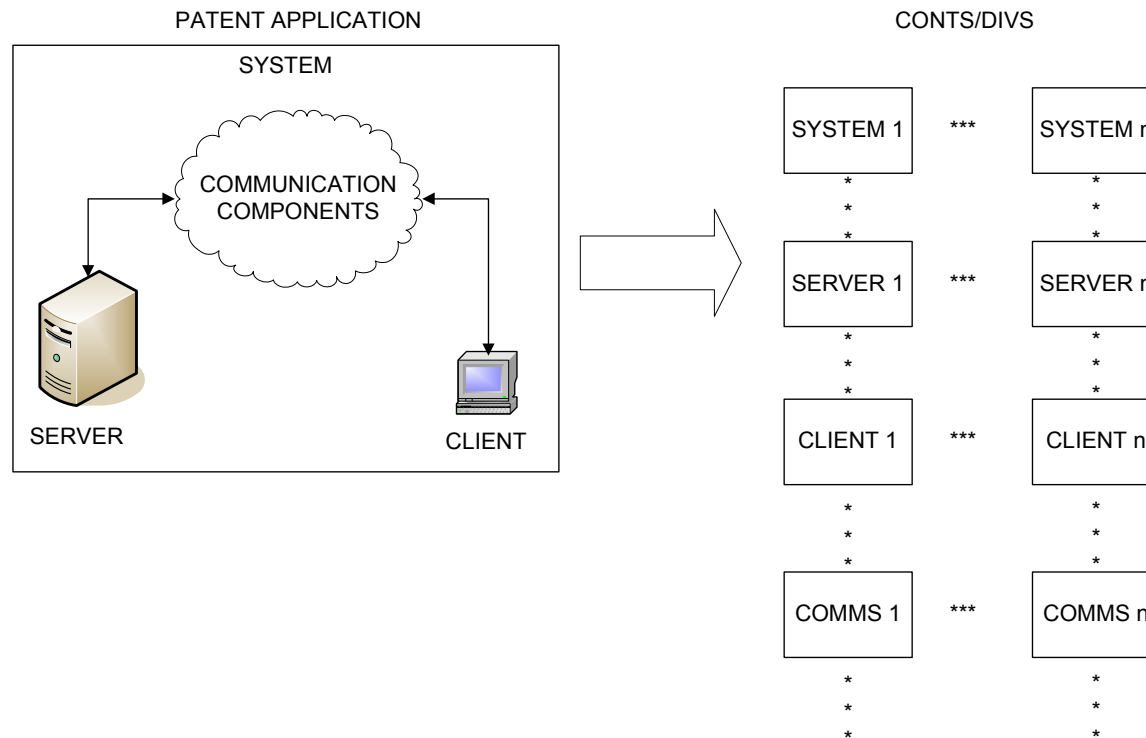 PATENT APPLICATION
CONTS/DIVS
SYSTEM
COMMUNICATION
COMPONENTS
SERVER
CLIENT
SYSTEM 1 *** SYSTEM n
*
*
*
*
*
*
SERVER 1 *** SERVER n
*
*
*
*
*
*
CLIENT 1 *** CLIENT n
*
*
*
*
*
*
COMMS 1 *** COMMS n
*
*
*
*
*
*